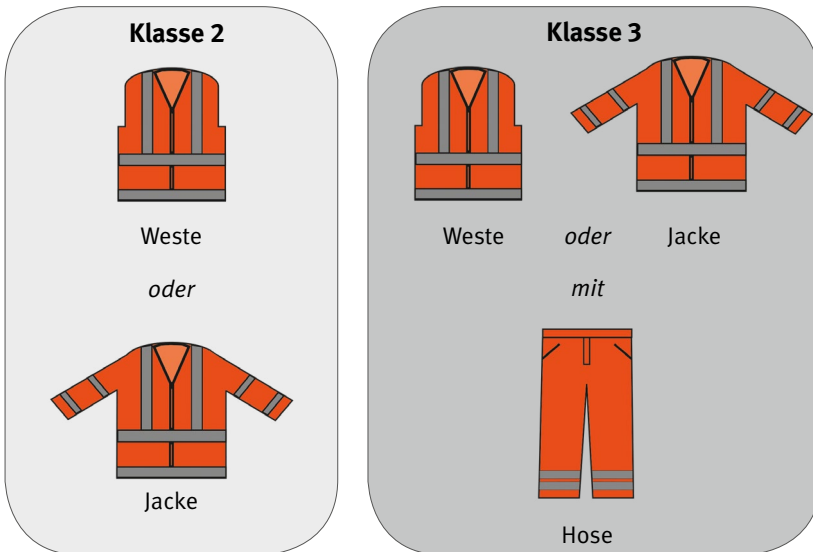 Klasse 2
Weste
oder
Jacke
Klasse 3
Weste oder Jacke
mit
Hose